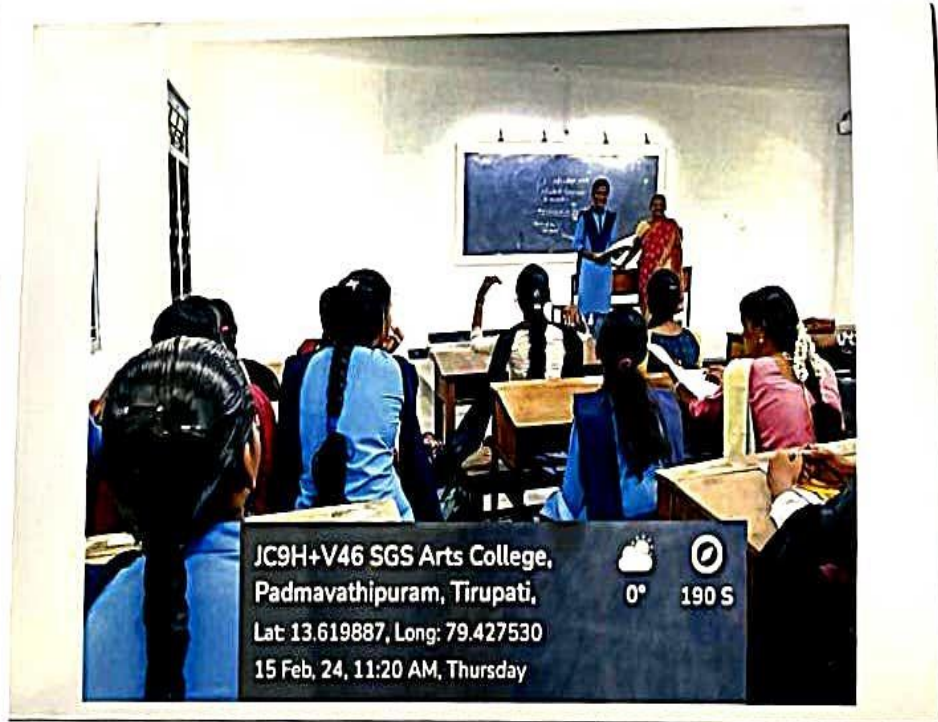 JC9H+V46 SGS Arts College,
Padmavathipuram, Tirupati,
0°
190 S
Lat: 13.619887, Long: 79.427530
15 Feb, 24, 11:20 AM, Thursday